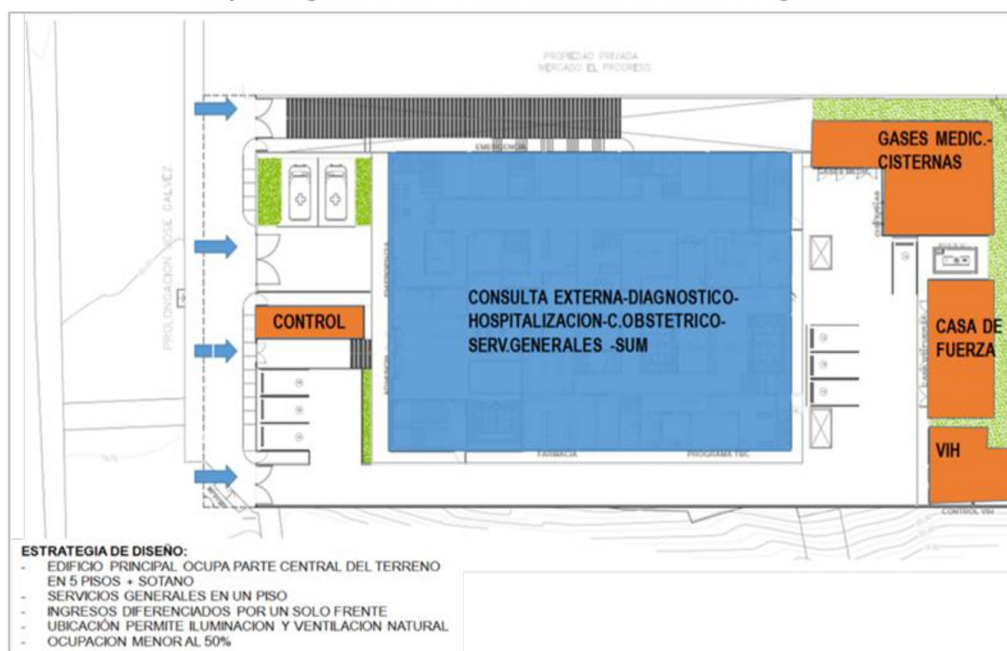 PROPIEDAD PRIVADA
MERCADO EL PROGRESO
EMERGENCIA
GASES MEDIC.-
CISTERNAS
GASES MEDIC.
PROLONGACION JOSE GALVEZ
CONTROL
CONSULTA EXTERNA-DIAGNOSTICO-
HOSPITALIZACION-C.OBSTETRICO-
SERV.GENERALES -SUM
CASA DE
FUERZA
VIH
FARMACIA
PROGRAMA TBC
CONTROL VIH
ESTRATEGIA DE DISEÑO:
- EDIFICIO PRINCIPAL OCUPA PARTE CENTRAL DEL TERRENO
EN 5 PISOS + SOTANO
- SERVICIOS GENERALES EN UN PISO
- INGRESOS DIFERENCIADOS POR UN SOLO FRENTE
- UBICACIÓN PERMITE ILUMINACION Y VENTILACION NATURAL
- OCUPACION MENOR AL 50%